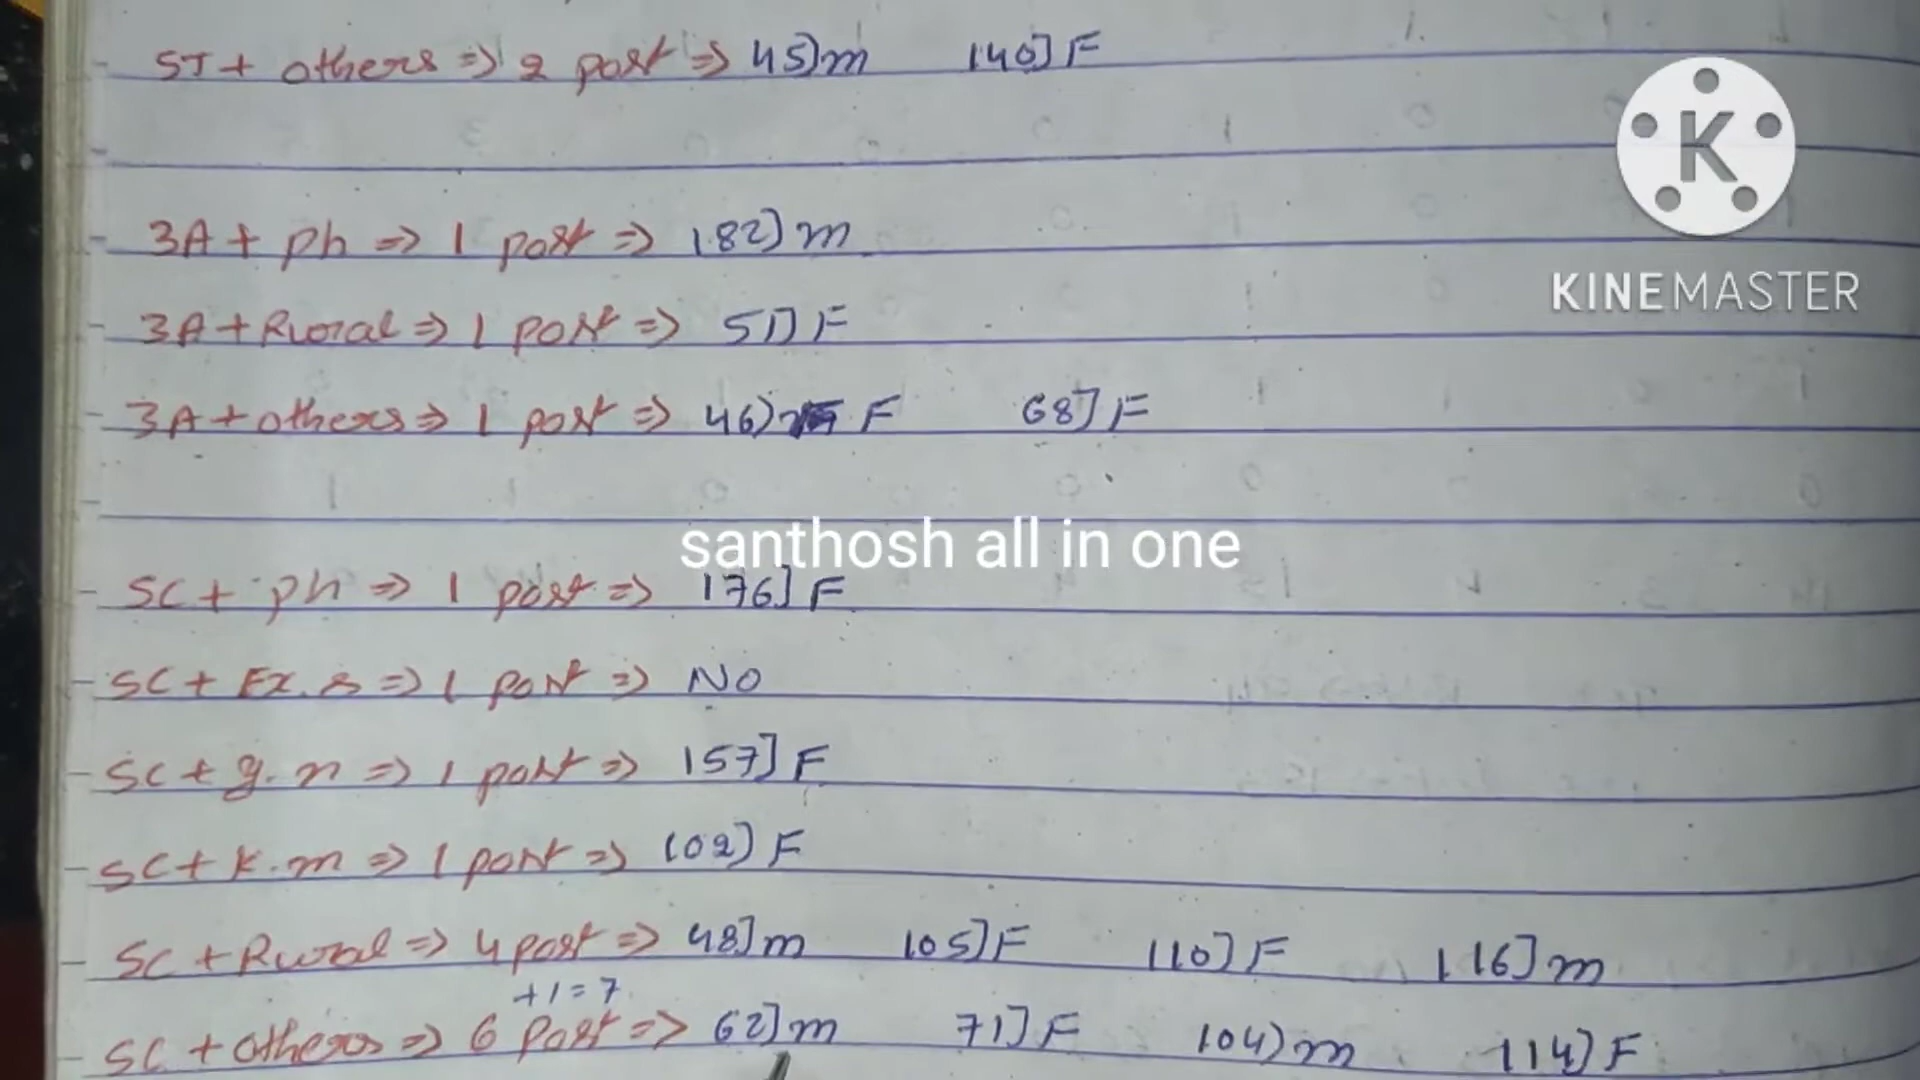 ST + others => 2 post => 45]m 140]F
3A + ph => 1 post => 182]m
3A + Rural => 1 post => 51]F
3A + others => 1 post => 46) F 68]F
SC + ph => 1 post => 176]F
SC + Ex.s => 1 post => NO
SC + g.n => 1 post => 157]F
SC + K.m => 1 post => 102]F
SC + Rural => 4 post => 48]m 105]F 110]F 116]m
+1=7
SC + others => 6 post => 62]m 71]F 104)m 114]F
K
KINEMASTER
santhosh all in one